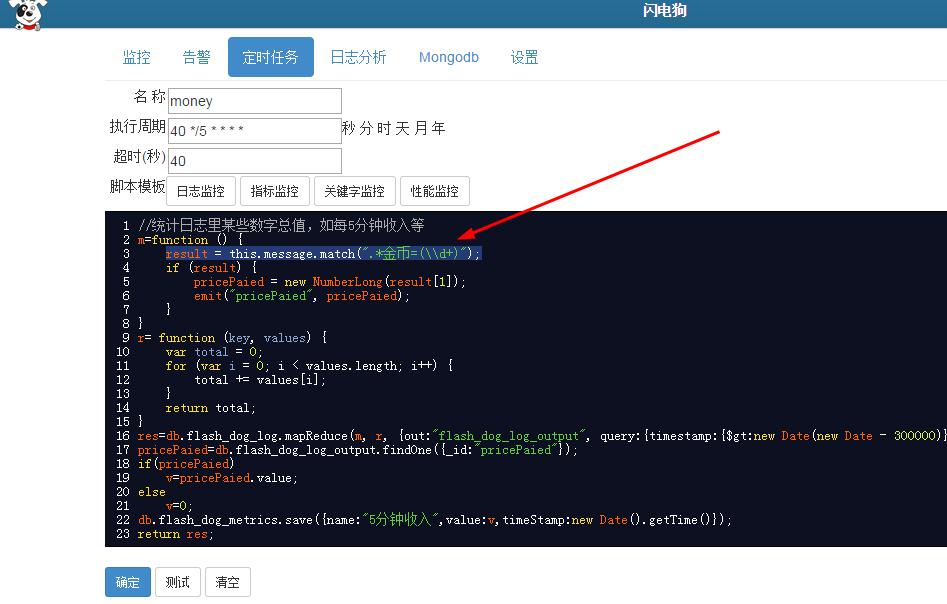 闪电狗
监控 告警 定时任务 日志分析 Mongodb 设置
名 称 money
执行周期 40 */5 * * * * 秒 分 时 天 月 年
超时(秒) 40
脚本模板 日志监控 指标监控 关键字监控 性能监控
1 //统计日志里某些数字总值，如每5分钟收入等
2 m=function () {
3 result = this.message.match(".*金币=(\\d+)");
4 if (result) {
5 pricePaied = new NumberLong(result[1]);
6 emit("pricePaied", pricePaied);
7 }
8 }
9 r= function (key, values) {
10 var total = 0;
11 for (var i = 0; i < values.length; i++) {
12 total += values[i];
13 }
14 return total;
15 }
16 res=db.flash_dog_log.mapReduce(m, r, {out:"flash_dog_log_output", query:{timestamp:{$gt:new Date(new Date - 300000)}
17 pricePaied=db.flash_dog_log_output.findOne({_id:"pricePaied"});
18 if(pricePaied)
19 v=pricePaied.value;
20 else
21 v=0;
22 db.flash_dog_metrics.save({name:"5分钟收入",value:v,timeStamp:new Date().getTime()});
23 return res;
确定 测试 清空